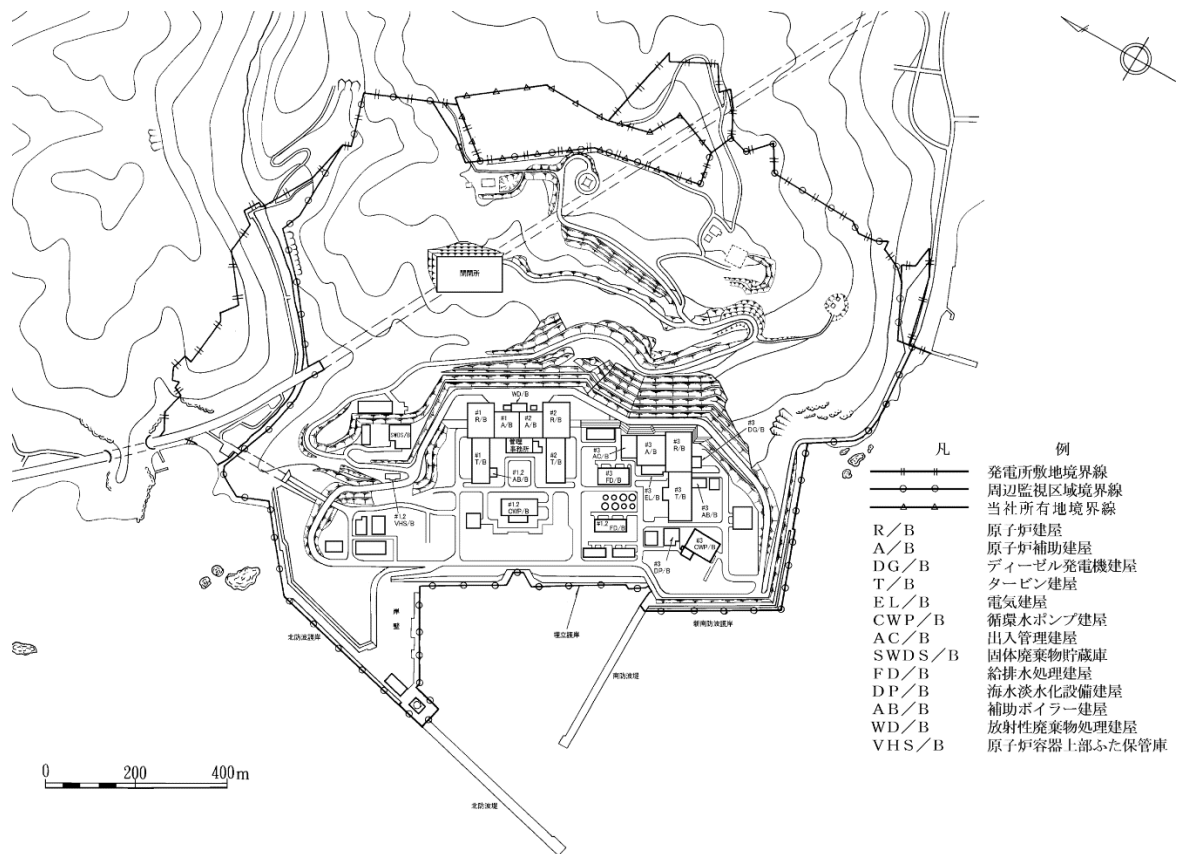 開閉所
WD/B
#1
R/B
#1
A/B
#2
A/B
#2
R/B
SWDS/B
管理
事務所
#1
T/B
#2
T/B
#1,2
AB/B
#1,2
CWP/B
#1,2
VHS/B
#3
DG/B
#3
AC/B
#3
A/B
#3
R/B
#3
FD/B
#3
EL/B
#3
T/B
#3
AB/B
#1,2
FD/B
#3
DP/B
#3
CWP/B
岸壁
北防波護岸
埋立護岸
南防波堤
新南防波護岸
北防波堤
0 200 400m
凡例
発電所敷地境界線
周辺監視区域境界線
当社所有地境界線
R/B 原子炉建屋
A/B 原子炉補助建屋
DG/B ディーゼル発電機建屋
T/B タービン建屋
EL/B 電気建屋
CWP/B 循環水ポンプ建屋
AC/B 出入管理建屋
SWDS/B 固体廃棄物貯蔵庫
FD/B 給排水処理建屋
DP/B 海水淡水化設備建屋
AB/B 補助ボイラー建屋
WD/B 放射性廃棄物処理建屋
VHS/B 原子炉容器上部ふた保管庫